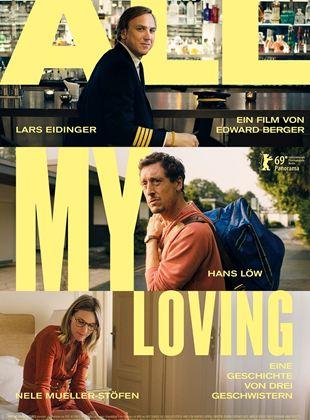 ALL
LARS EIDINGER
EIN FILM VON
EDWARD BERGER
MY
69
Panorama
HANS LÖW
LOVING
EINE
GESCHICHTE
VON DREI
GESCHWISTERN
NELE MUELLER-STÖFEN